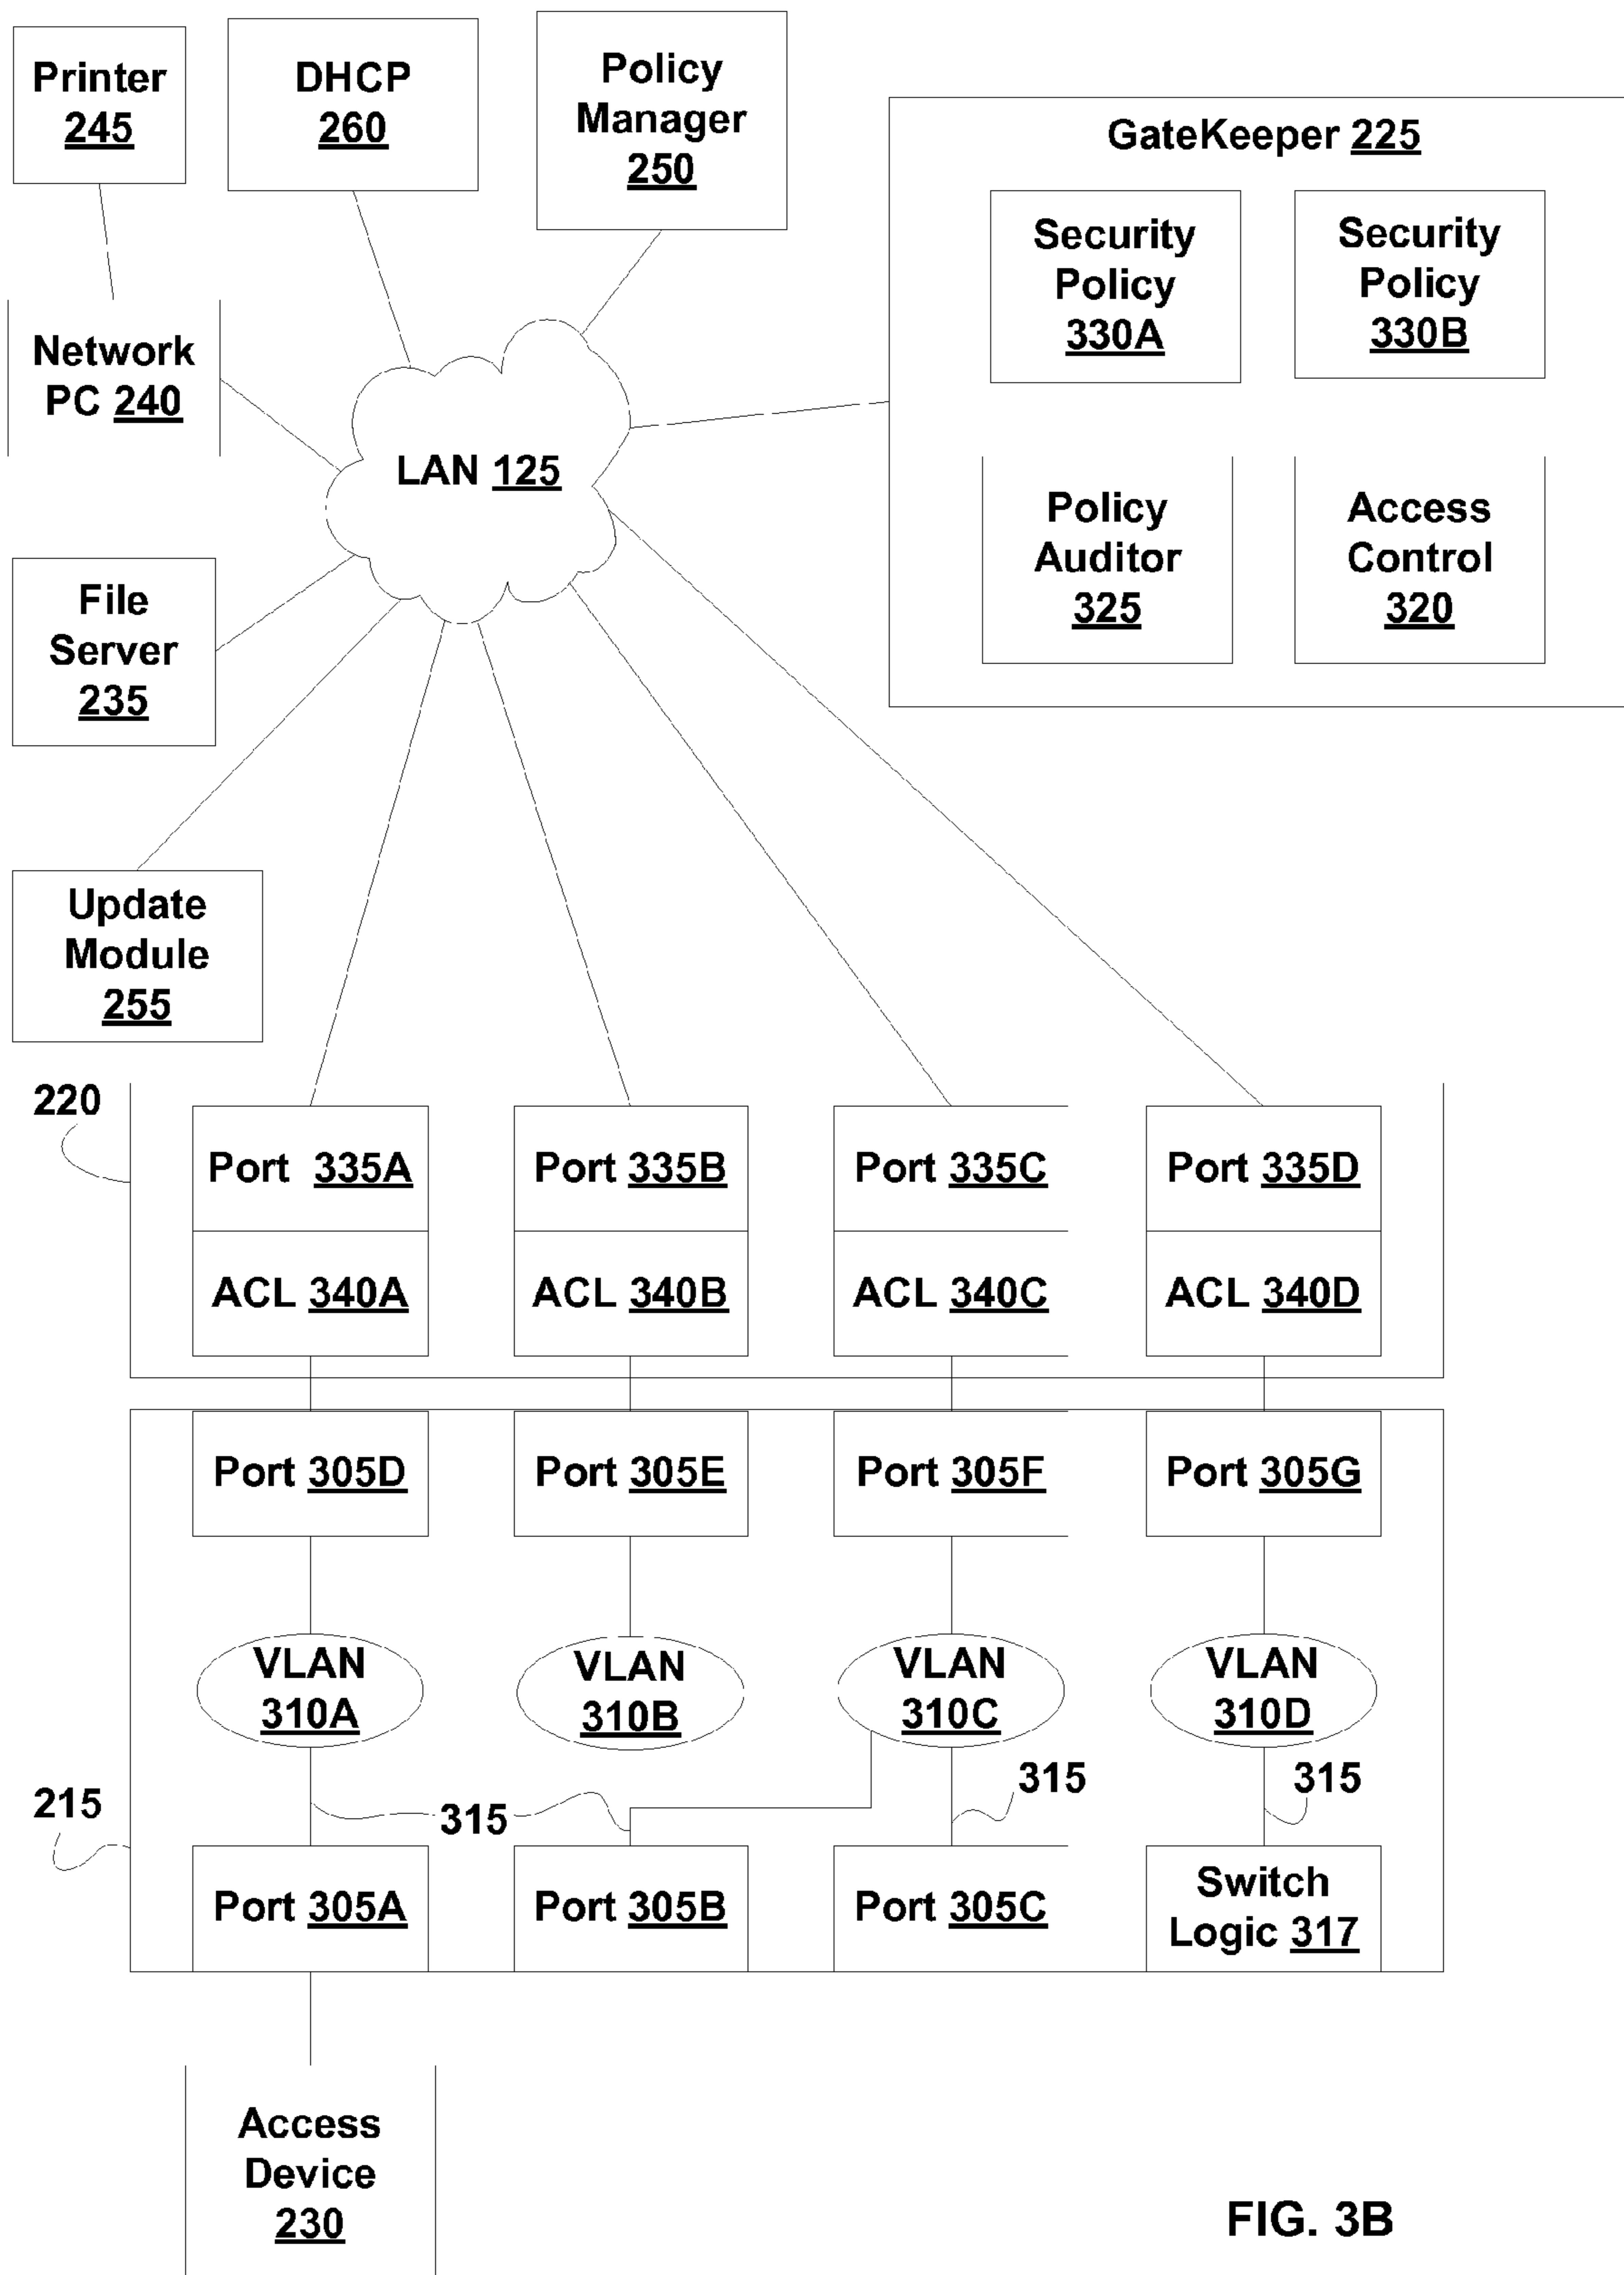 Printer
245
DHCP
260
Policy
Manager
250
GateKeeper 225
Security
Policy
330A
Security
Policy
330B
Network
PC 240
LAN 125
Policy
Auditor
325
Access
Control
320
File
Server
235
Update
Module
255
220
Port 335A
Port 335B
Port 335C
Port 335D
ACL 340A
ACL 340B
ACL 340C
ACL 340D
Port 305D
Port 305E
Port 305F
Port 305G
VLAN
310A
VLAN
310B
VLAN
310C
VLAN
310D
215
315
315
315
Port 305A
Port 305B
Port 305C
Switch
Logic 317
Access
Device
230
FIG. 3B